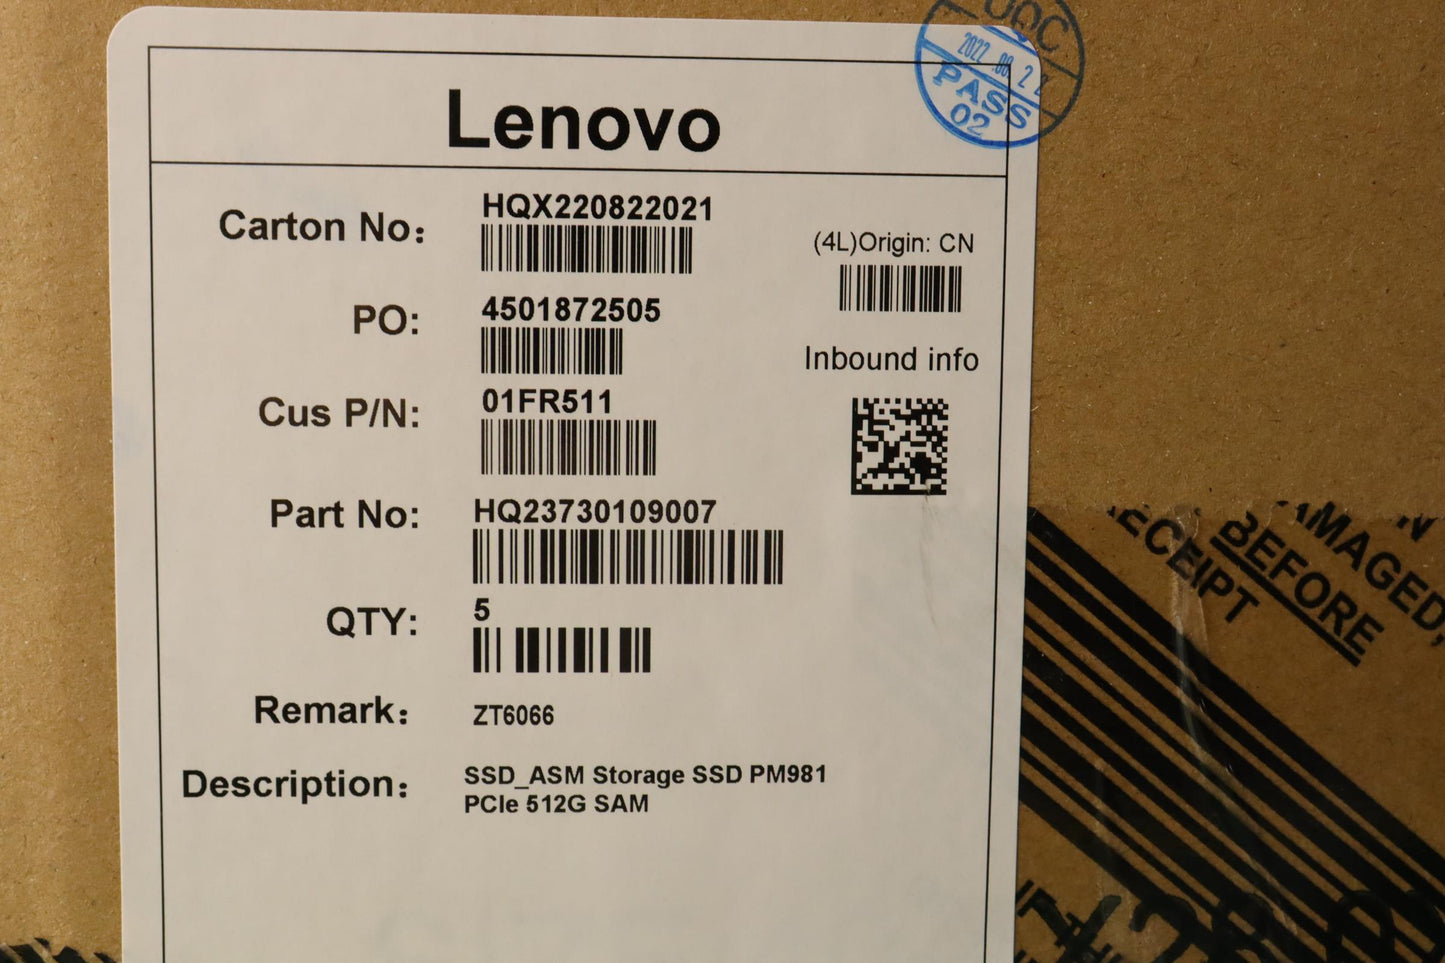 Lenovo
Carton No: HQX220822021
(4L)Origin: CN
PO: 4501872505
Inbound info
Cus P/N: 01FR511
Part No: HQ23730109007
QTY: 5
Remark: ZT6066
Description: SSD_ASM Storage SSD PM981
PCIe 512G SAM
PASS
02
BEFORE